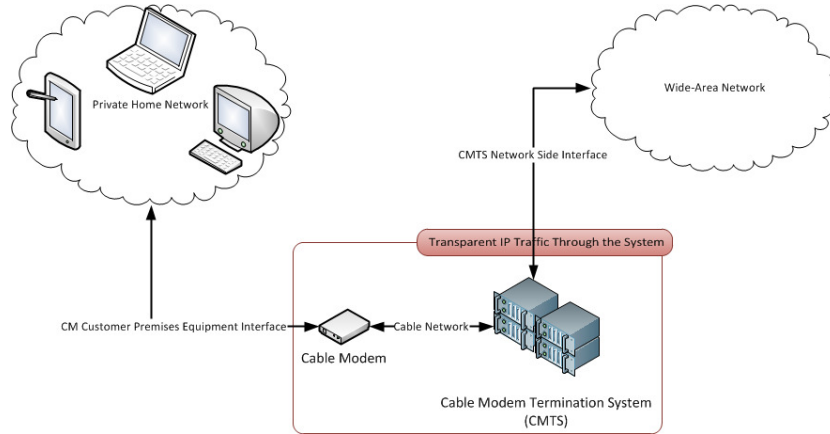 Private Home Network
Wide-Area Network
CMTS Network Side Interface
Transparent IP Traffic Through the System
CM Customer Premises Equipment Interface
Cable Network
Cable Modem
Cable Modem Termination System
(CMTS)